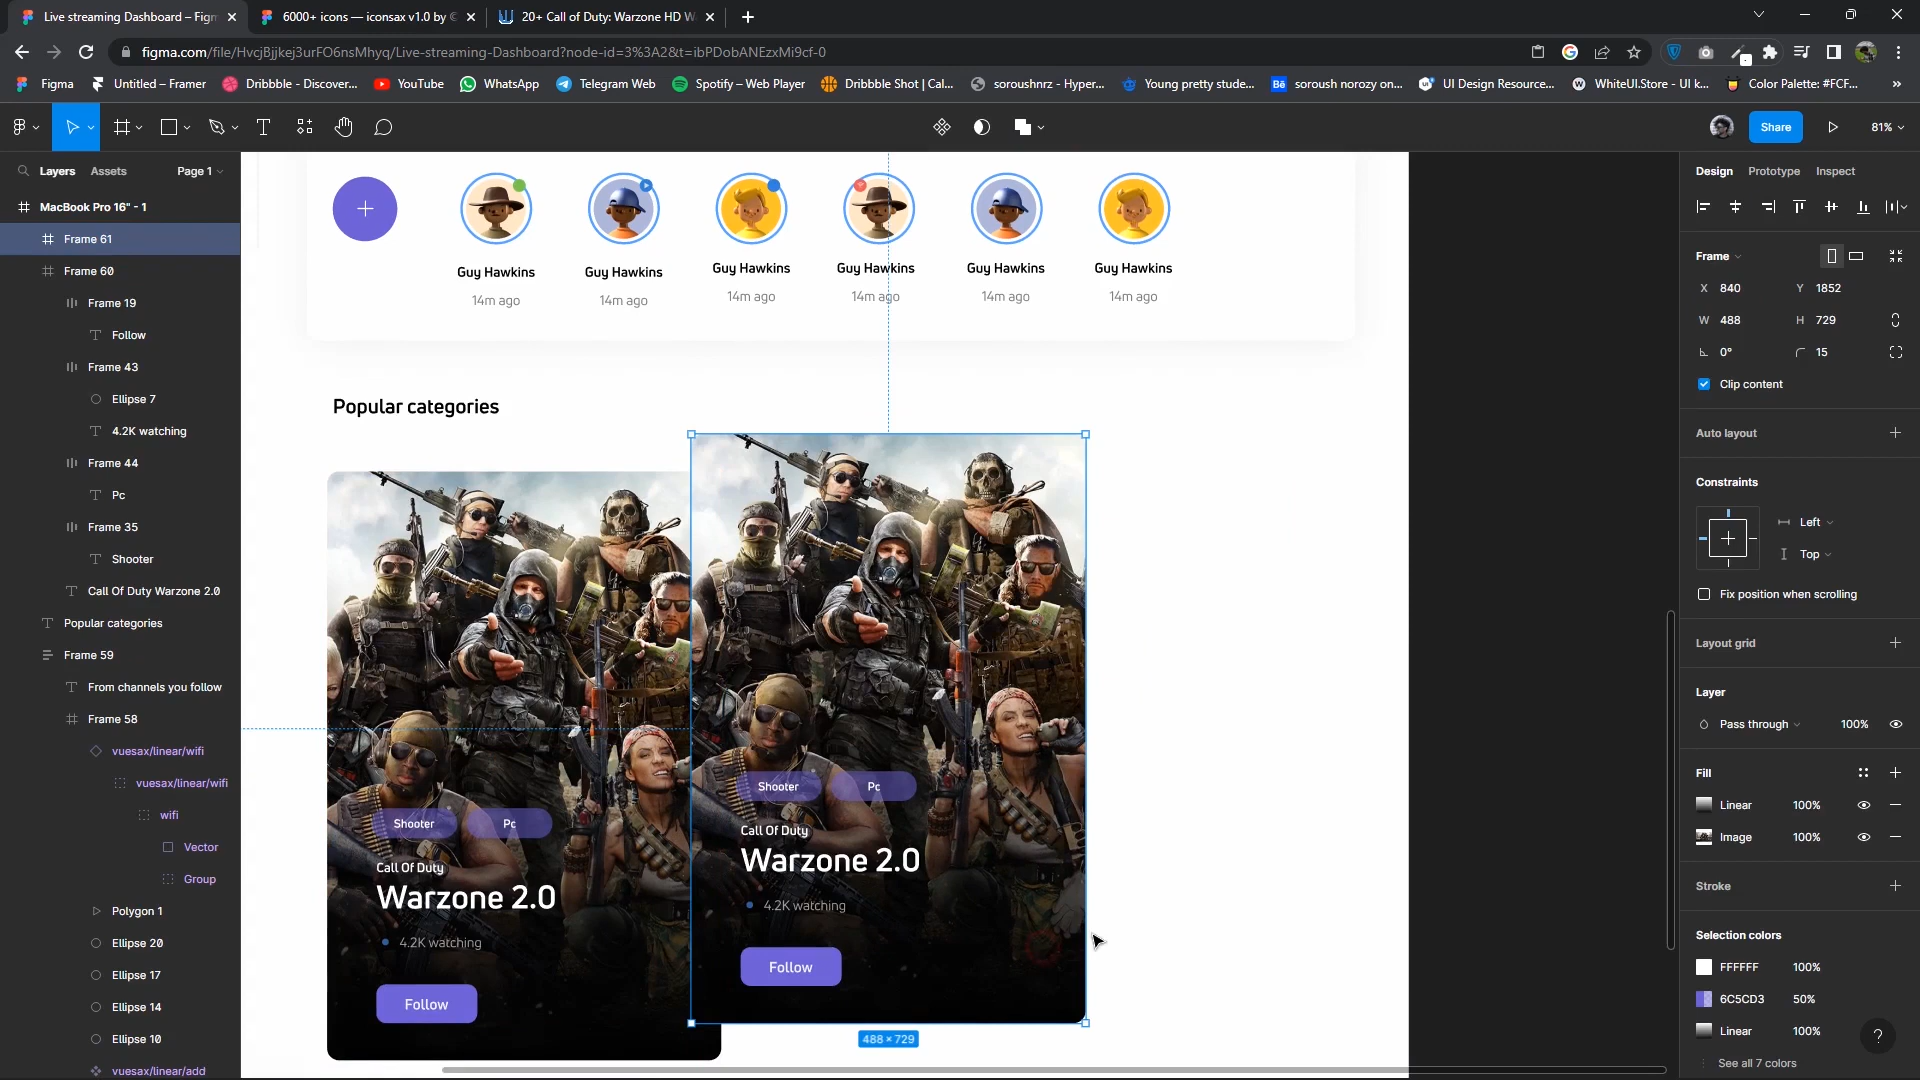 Live streaming Dashboard – Figm
6000+ icons — iconsax v1.0 by
20+ Call of Duty: Warzone HD W
figma.com/file/HvcjBjjkej3urFO6nsMhyq/Live-streaming-Dashboard?node-id=3%3A2&t=ibPDobANEzxMi9cf-0
Figma
Untitled – Framer
Dribbble - Discover...
YouTube
WhatsApp
Telegram Web
Spotify – Web Player
Dribbble Shot | Cal...
soroushnrz - Hyper...
Young pretty stude...
Bē
soroush norozy on...
UI Design Resource...
WhiteUI.Store - UI k...
Color Palette: #FCF...
Share
81%
Layers
Assets
Page 1
MacBook Pro 16" - 1
Frame 61
Frame 60
Frame 19
Follow
Frame 43
Ellipse 7
4.2K watching
Frame 44
Pc
Frame 35
Shooter
Call Of Duty Warzone 2.0
Popular categories
Frame 59
From channels you follow
Frame 58
vuesax/linear/wifi
vuesax/linear/wifi
wifi
Vector
Group
Polygon 1
Ellipse 20
Ellipse 17
Ellipse 14
Ellipse 10
vuesax/linear/add
Guy Hawkins
14m ago
Guy Hawkins
14m ago
Guy Hawkins
14m ago
Guy Hawkins
14m ago
Guy Hawkins
14m ago
Guy Hawkins
14m ago
Popular categories
Shooter
Pc
Call Of Duty
Warzone 2.0
4.2K watching
Follow
Shooter
Pc
Call Of Duty
Warzone 2.0
4.2K watching
Follow
488 × 729
Design
Prototype
Inspect
Frame
X 840
Y 1852
W 488
H 729
0°
15
Clip content
Auto layout
Constraints
Left
Top
Fix position when scrolling
Layout grid
Layer
Pass through
100%
Fill
Linear 100%
Image 100%
Stroke
Selection colors
FFFFFF 100%
6C5CD3 50%
Linear 100%
See all 7 colors
?